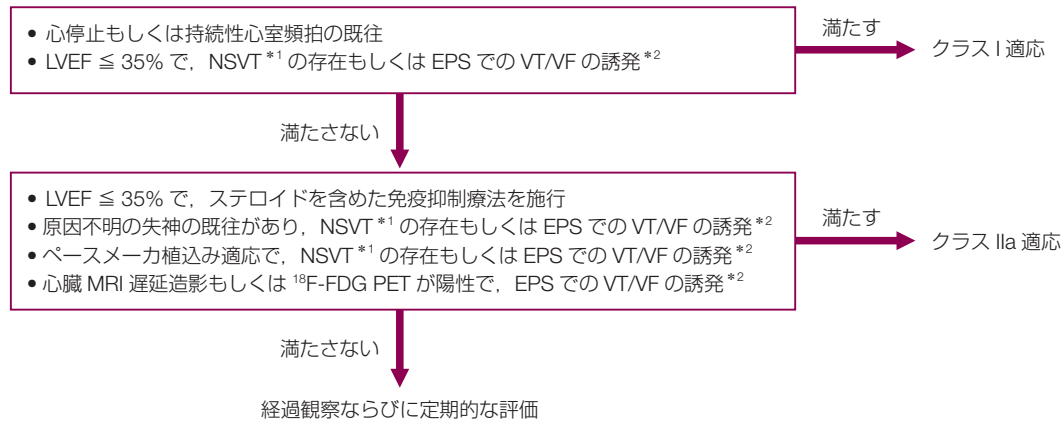 • 心停止もしくは持続性心室頻拍の既往
• LVEF ≦ 35% で，NSVT *1 の存在もしくは EPS での VT/VF の誘発 *2
満たす
クラス I 適応
満たさない
• LVEF ≦ 35% で，ステロイドを含めた免疫抑制療法を施行
• 原因不明の失神の既往があり，NSVT *1 の存在もしくは EPS での VT/VF の誘発 *2
• ペースメーカ植込み適応で，NSVT *1 の存在もしくは EPS での VT/VF の誘発 *2
• 心臓 MRI 遅延造影もしくは 18F-FDG PET が陽性で，EPS での VT/VF の誘発 *2
満たす
クラス IIa 適応
満たさない
経過観察ならびに定期的な評価